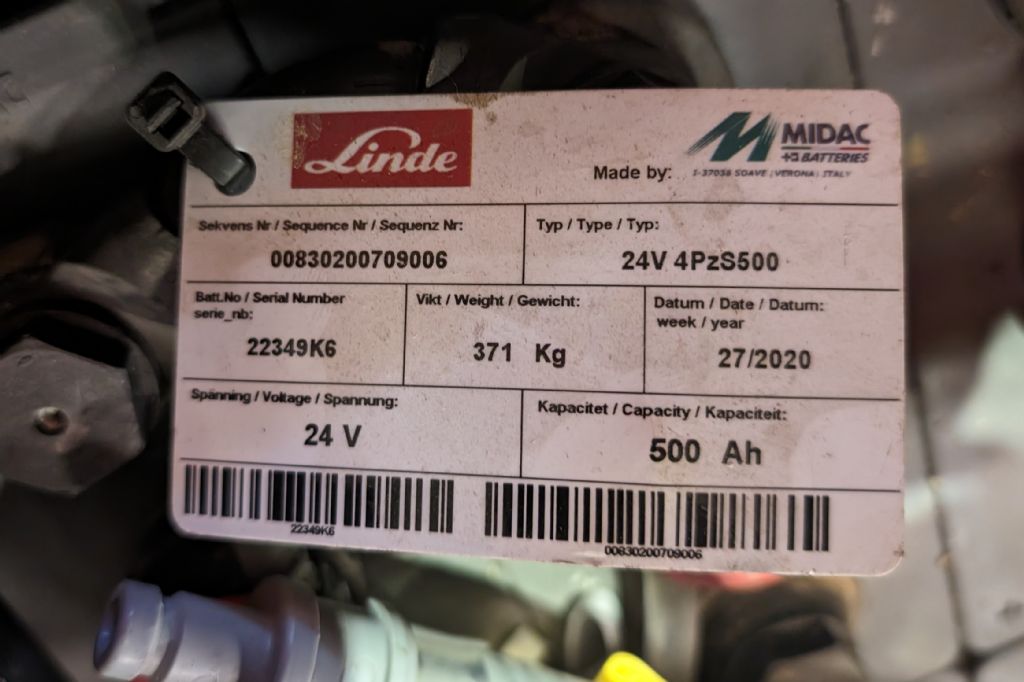 Linde
Made by:
MIDAC
BATTERIES
I-37038 SOAVE | VERONA | ITALY
Sekvens Nr / Sequence Nr / Sequenz Nr:
00830200709006
Typ / Type / Typ:
24V 4PzS500
Batt.No / Serial Number
serie_nb:
22349K6
Vikt / Weight / Gewicht:
371 Kg
Datum / Date / Datum:
week / year
27/2020
Spänning / Voltage / Spannung:
24 V
Kapacitet / Capacity / Kapaciteit:
500 Ah
22349K6
00830200709006